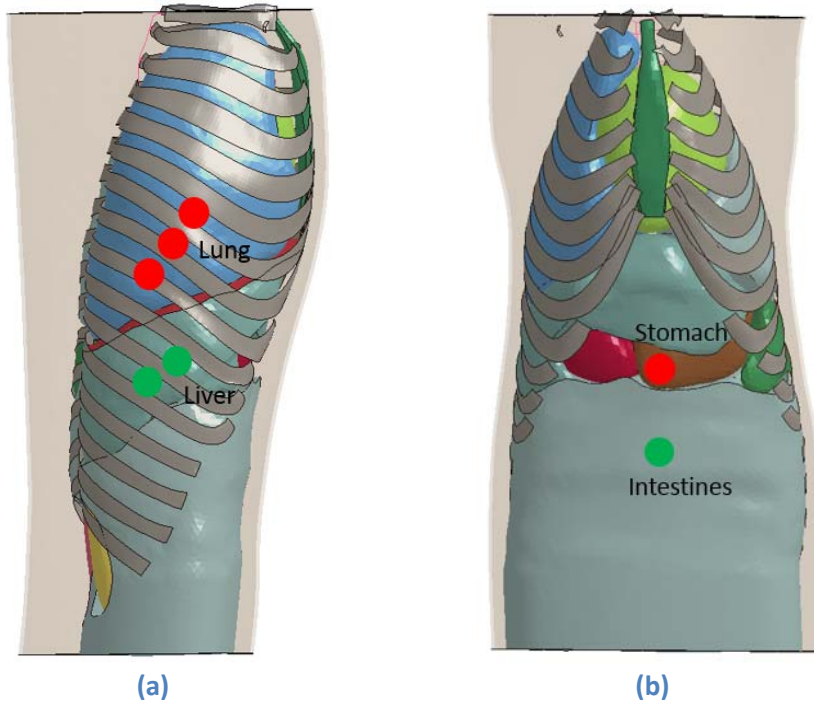 Lung
Liver
Stomach
Intestines
(a)
(b)